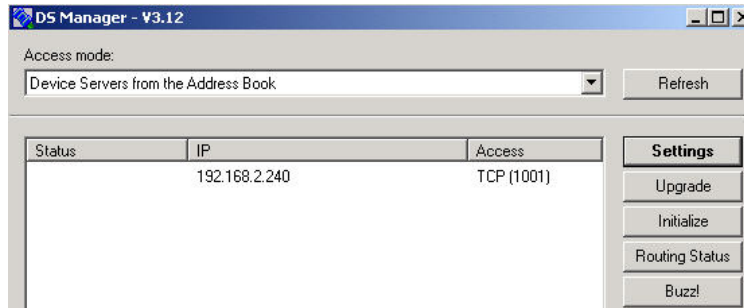 DS Manager - V3.12
Access mode:
Device Servers from the Address Book
Refresh
Status IP Access
192.168.2.240 TCP (1001)
Settings
Upgrade
Initialize
Routing Status
Buzz!